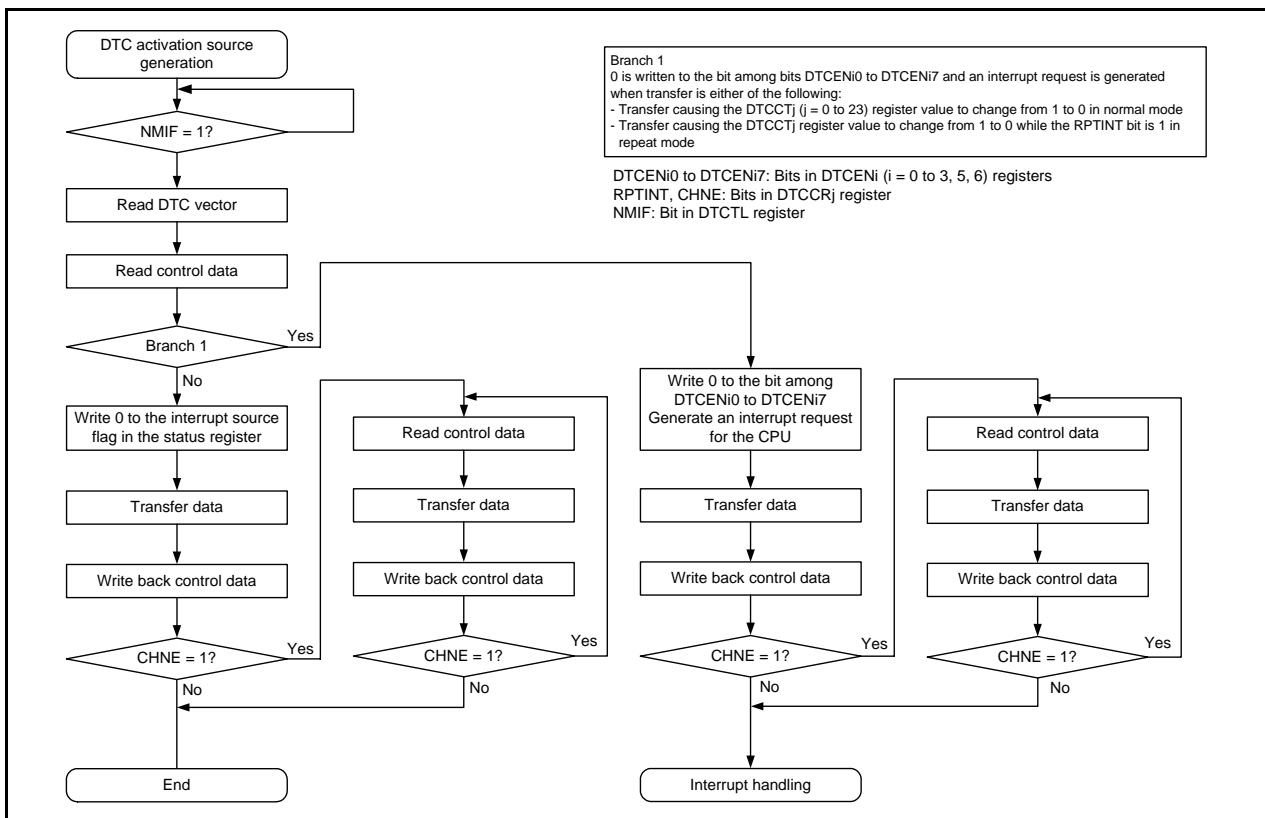 DTC activation source
generation
NMIF = 1?
Read DTC vector
Read control data
Branch 1
Yes
No
Write 0 to the interrupt source
flag in the status register
Transfer data
Write back control data
CHNE = 1?
Yes
No
End
Read control data
Transfer data
Write back control data
CHNE = 1?
Yes
No
Branch 1
0 is written to the bit among bits DTCENi0 to DTCENi7 and an interrupt request is generated
when transfer is either of the following:
- Transfer causing the DTCCTj (j = 0 to 23) register value to change from 1 to 0 in normal mode
- Transfer causing the DTCCTj register value to change from 1 to 0 while the RPTINT bit is 1 in
repeat mode
DTCENi0 to DTCENi7: Bits in DTCENi (i = 0 to 3, 5, 6) registers
RPTINT, CHNE: Bits in DTCCRj register
NMIF: Bit in DTCTL register
Write 0 to the bit among
DTCENi0 to DTCENi7
Generate an interrupt request
for the CPU
Transfer data
Write back control data
CHNE = 1?
Yes
No
Interrupt handling
Read control data
Transfer data
Write back control data
CHNE = 1?
Yes
No